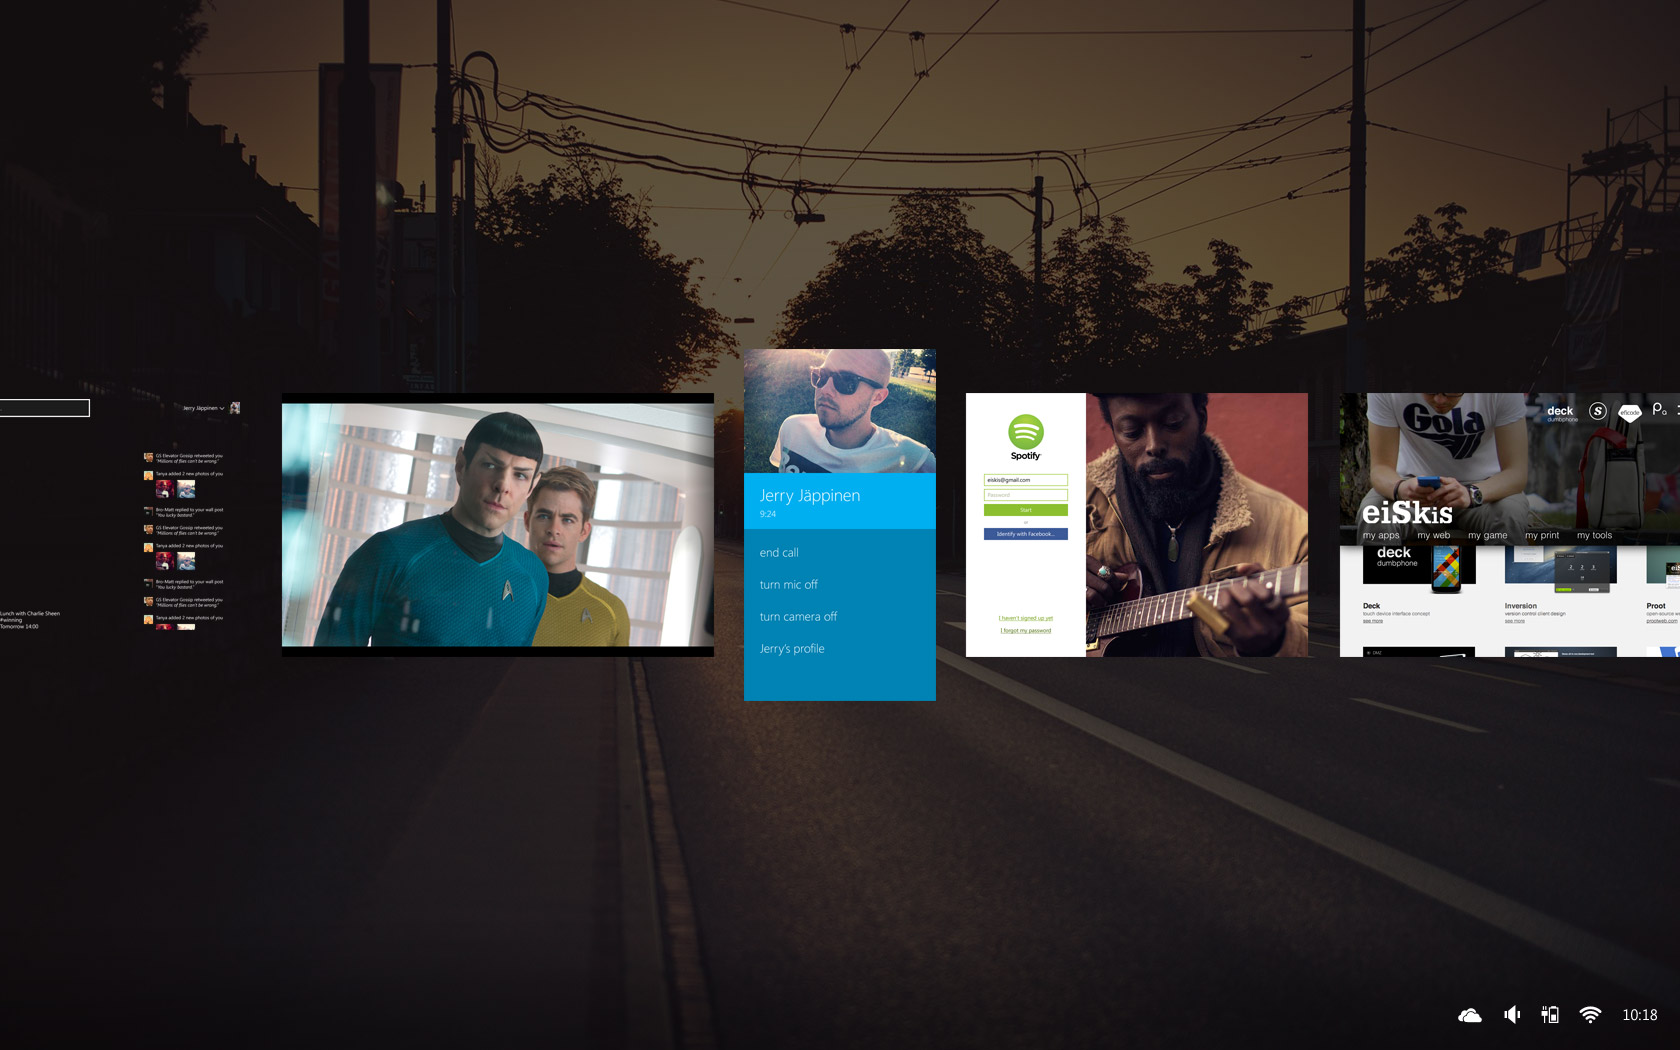 Jerry Jäppinen
GS Elevator Gossip retweeted you
"Millions of flies can't be wrong."
Tanya added 2 new photos of you
Bro-Matt replied to your wall post
"You lucky bastard."
GS Elevator Gossip retweeted you
"Millions of flies can't be wrong."
Tanya added 2 new photos of you
Bro-Matt replied to your wall post
"You lucky bastard."
GS Elevator Gossip retweeted you
"Millions of flies can't be wrong."
Tanya added 2 new photos of you
Lunch with Charlie Sheen
#winning
Tomorrow 14:00
Jerry Jäppinen
9:24
end call
turn mic off
turn camera off
Jerry's profile
Spotify
eiskis@gmail.com
Password
Start
or
Identify with Facebook...
I haven't signed up yet
I forgot my password
Gola
deck
dumbphone
S
eficode
eiSkis
my apps
my web
my game
my print
my tools
deck
dumbphone
Deck
touch device interface concept
see more
Inversion
version control client design
see more
Proot
open-source w
prootweb.com
10:18